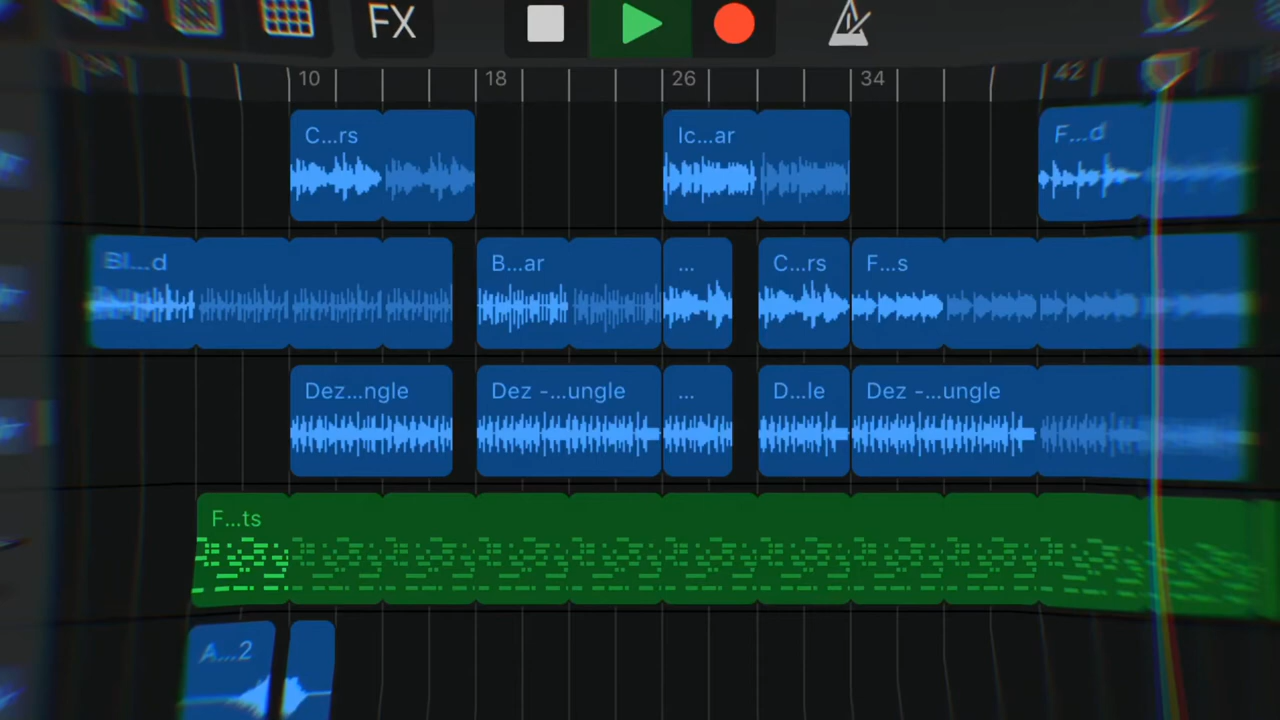 FX
10 18 26 34 42
C...rs Ic...ar F...d
Bl...d B...ar ... C...rs F...s
Dez...ngle Dez -...ungle ... D...le Dez -...ungle
F...ts
A...2